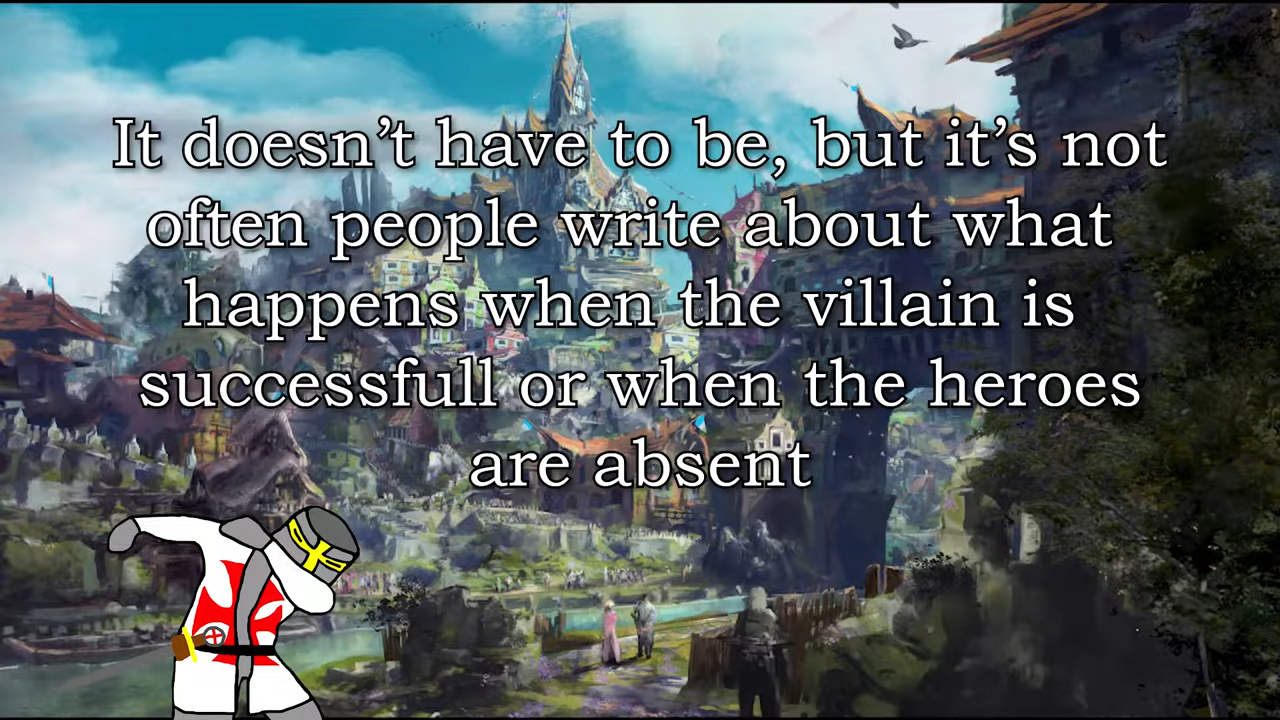 It doesn’t have to be, but it’s not
often people write about what
happens when the villain is
successfull or when the heroes
are absent